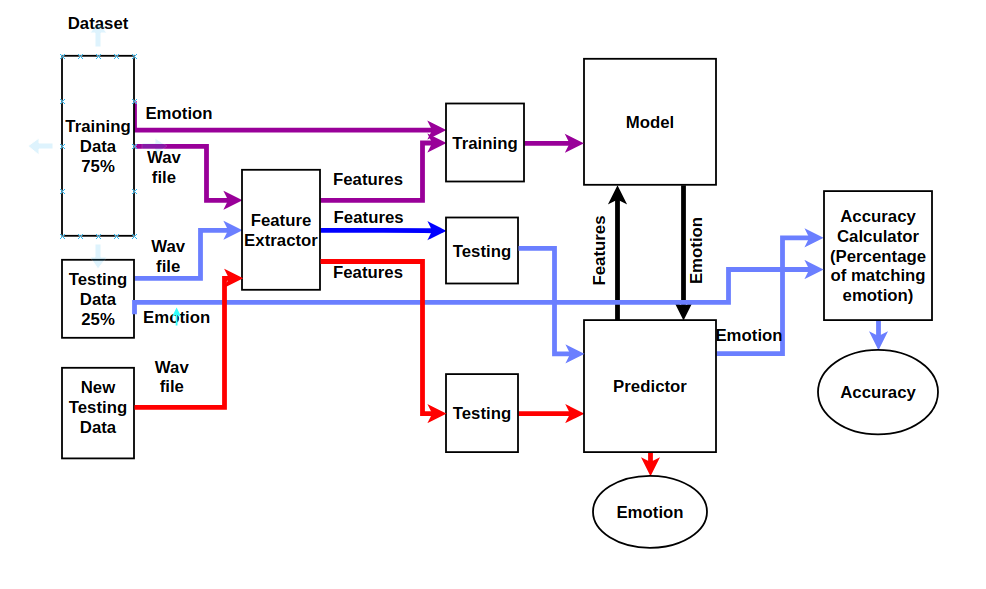 Dataset
Training
Data
75%
Emotion
Wav
file
Feature
Extractor
Features
Features
Features
Training
Model
Testing
Features
Emotion
Accuracy
Calculator
(Percentage
of matching
emotion)
Wav
file
Testing
Data
25%
Emotion
Emotion
Predictor
Accuracy
Wav
file
New
Testing
Data
Testing
Emotion